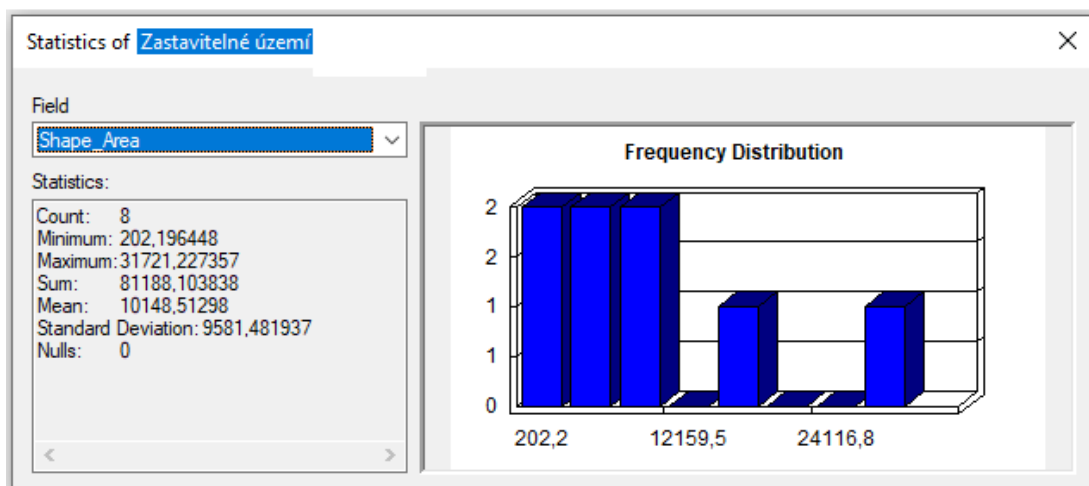 Statistics of Zastavitelné území
Field
Shape_Area
Statistics:
Count: 8
Minimum: 202,196448
Maximum: 31721,227357
Sum: 81188,103838
Mean: 10148,51298
Standard Deviation: 9581,481937
Nulls: 0
Frequency Distribution
2
2
1
1
0
202,2 12159,5 24116,8